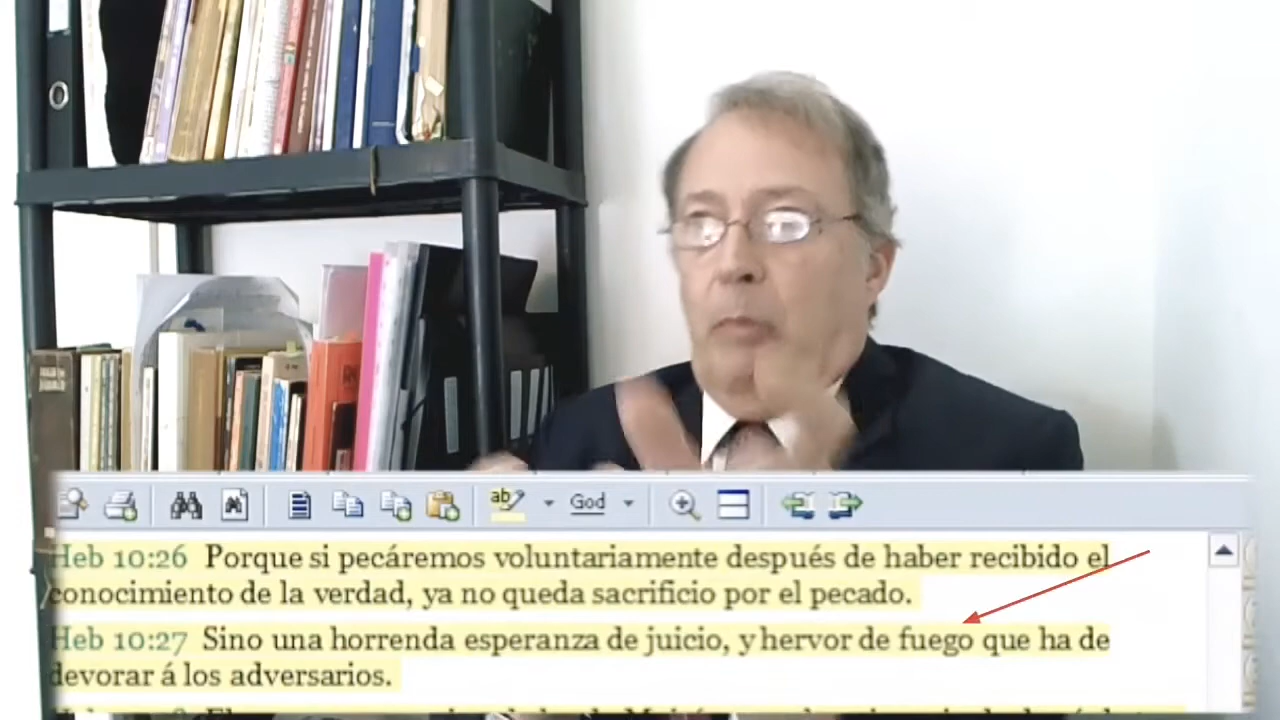 ab
God
Heb 10:26 Porque si pecáremos voluntariamente después de haber recibido el
conocimiento de la verdad, ya no queda sacrificio por el pecado.
Heb 10:27 Sino una horrenda esperanza de juicio, y hervor de fuego que ha de
devorar á los adversarios.